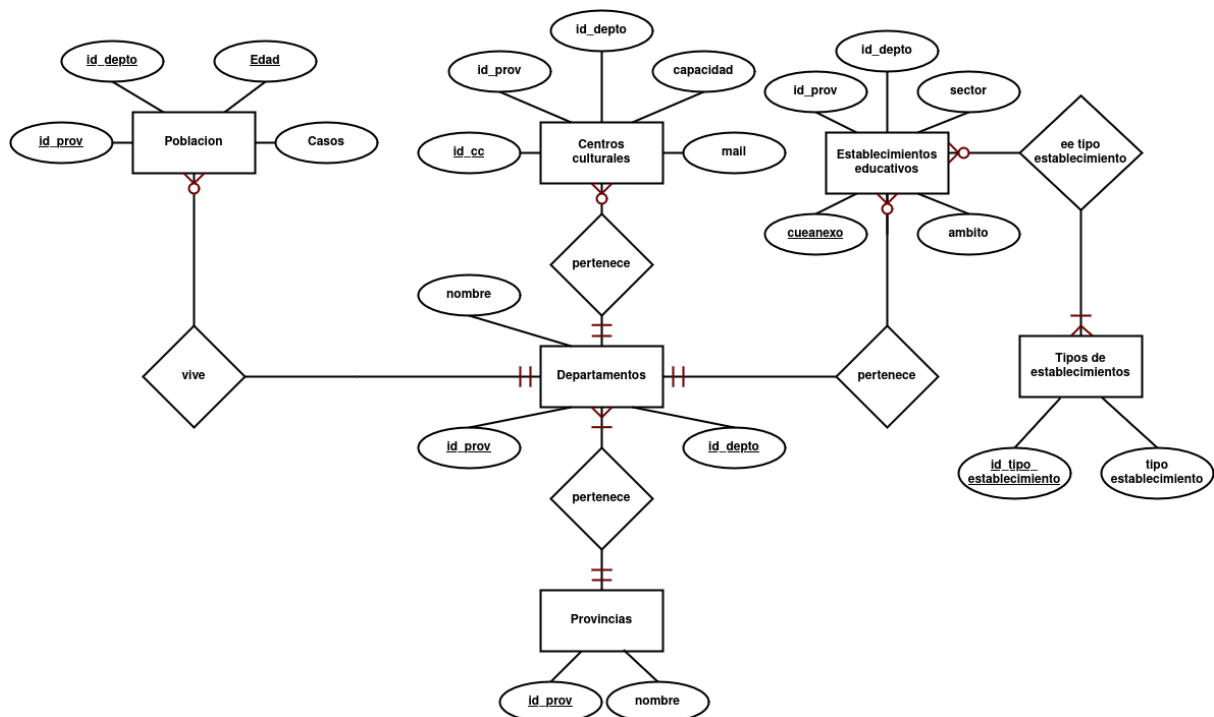 id_depto
Edad
id_prov
Poblacion
Casos
id_depto
id_prov
capacidad
id_cc
Centros
culturales
mail
id_depto
id_prov
sector
Establecimientos
educativos
ee tipo
establecimiento
cueanexo
ambito
pertenece
nombre
vive
Departamentos
pertenece
Tipos de
establecimientos
id_prov
id_depto
id_tipo_
establecimiento
tipo
establecimiento
pertenece
Provincias
id_prov
nombre